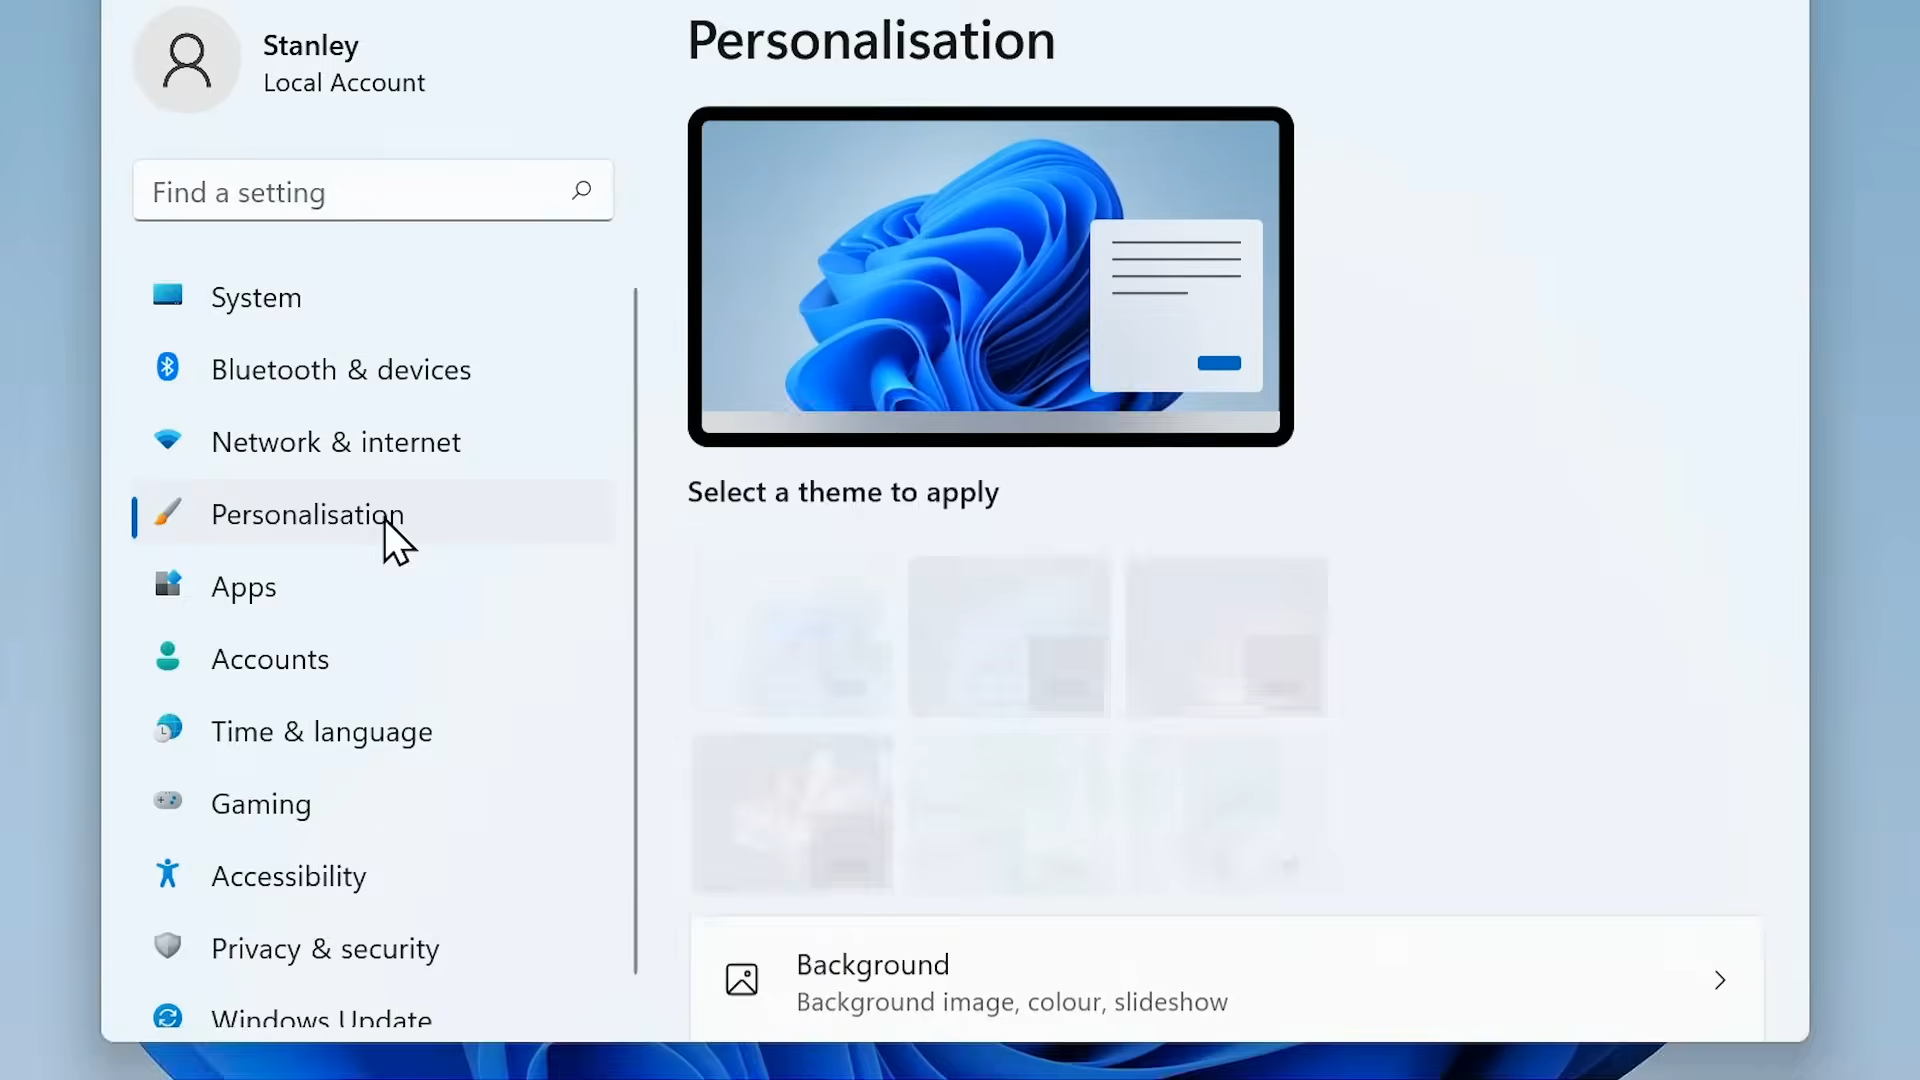 Stanley
Local Account
Find a setting
System
Bluetooth & devices
Network & internet
Personalisation
Apps
Accounts
Time & language
Gaming
Accessibility
Privacy & security
Windows Update
Personalisation
Select a theme to apply
Background
Background image, colour, slideshow